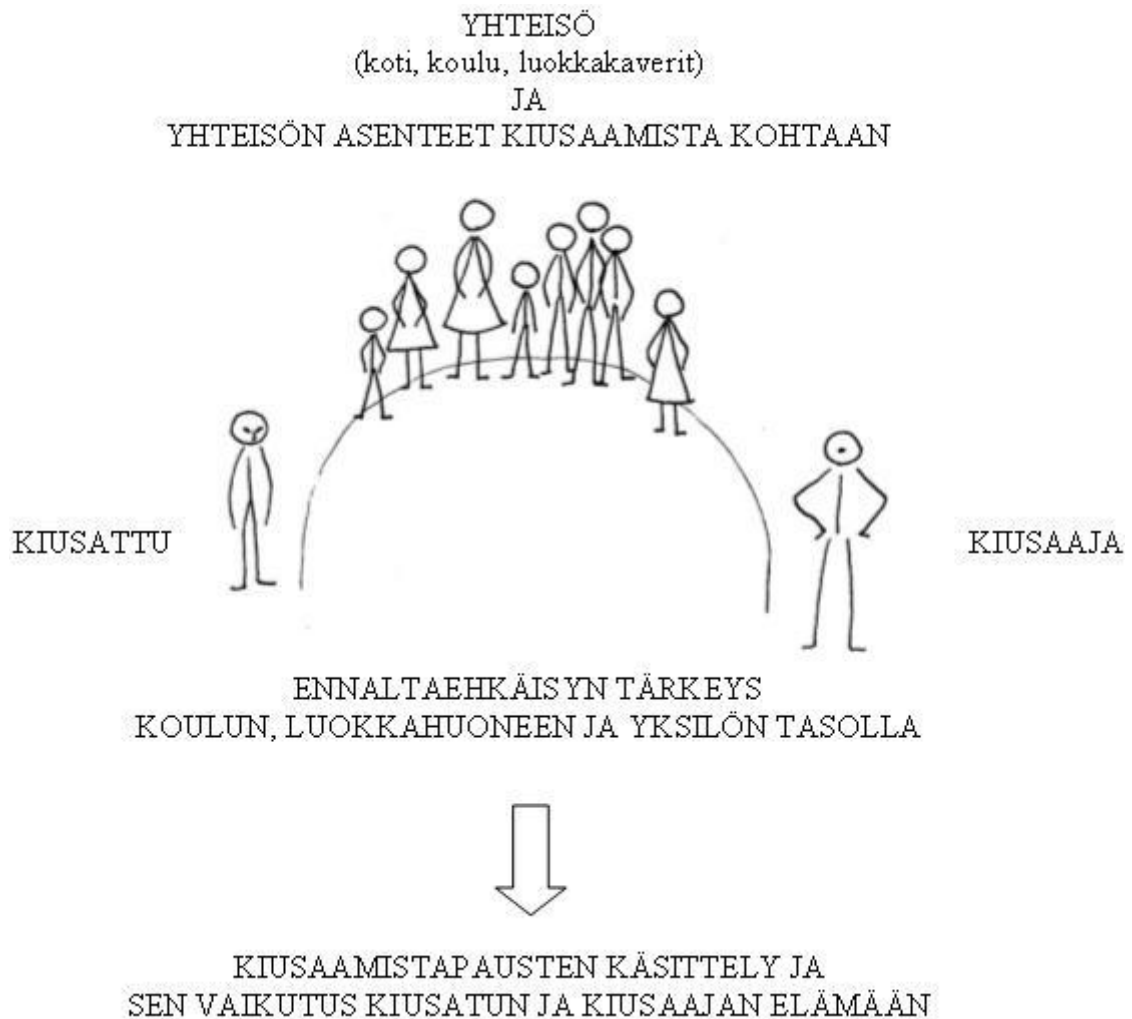 YHTEISÖ
(koti, koulu, luokkakaverit)
JA
YHTEISÖN ASENTEET KIUSAAMISTA KOHTAAN
KIUSATTU
KIUSAAJA
ENNALTAEHKÄISYN TÄRKEYS
KOULUN, LUOKKAHUONEEN JA YKSILÖN TASOLLA
KIUSAAMISTAPAUSTEN KÄSITTELY JA
SEN VAIKUTUS KIUSATUN JA KIUSAAJAN ELÄMÄÄN